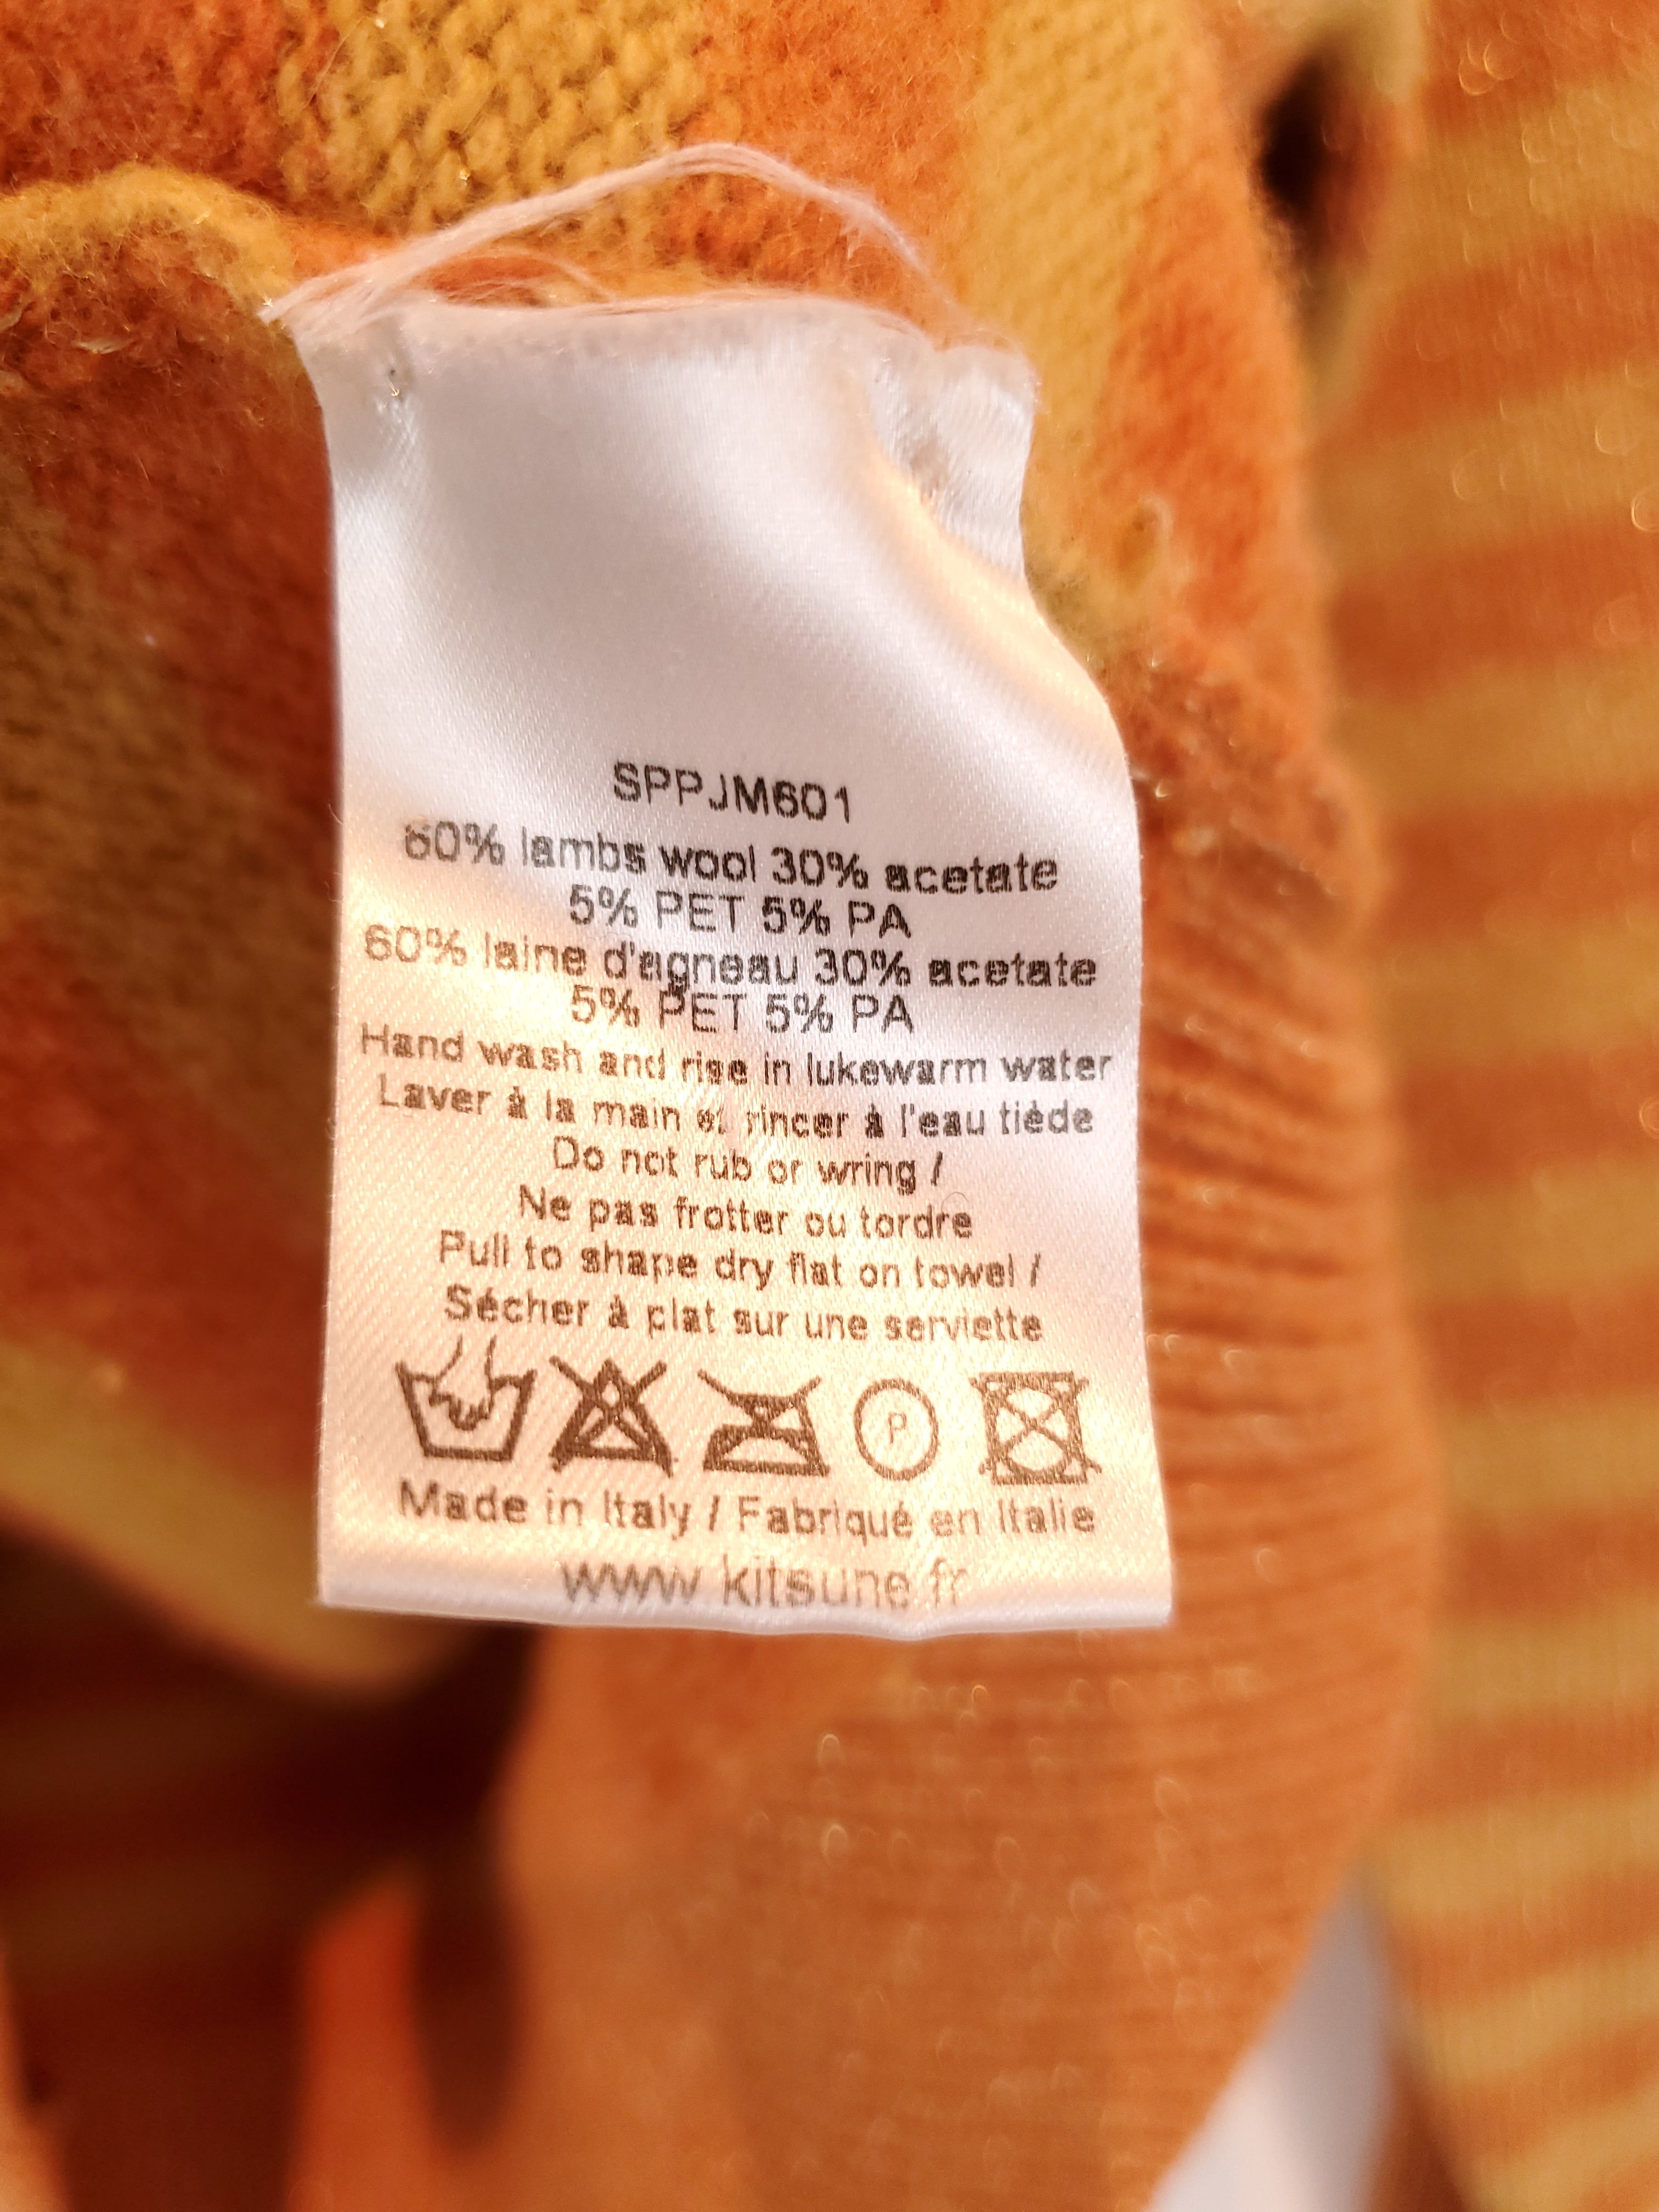 SPPJM601
60% lambs wool 30% acetate
5% PET 5% PA
60% laine d'agneau 30% acetate
5% PET 5% PA
Hand wash and rise in lukewarm water
Laver à la main et rincer à l'eau tiède
Do not rub or wring /
Ne pas frotter ou tordre
Pull to shape dry flat on towel /
Sécher à plat sur une serviette
P
Made in Italy / Fabriqué en Italie
www.kitsune.fr